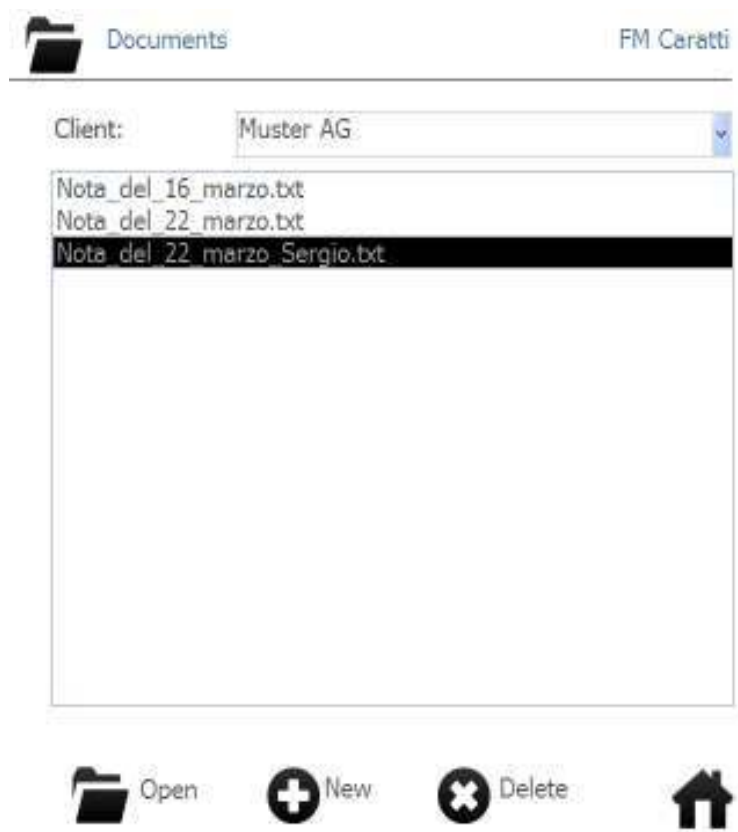 Documents FM Caratti
Client: Muster AG
Nota_del_16_marzo.txt
Nota_del_22_marzo.txt
Nota_del_22_marzo_Sergio.txt
Open New Delete